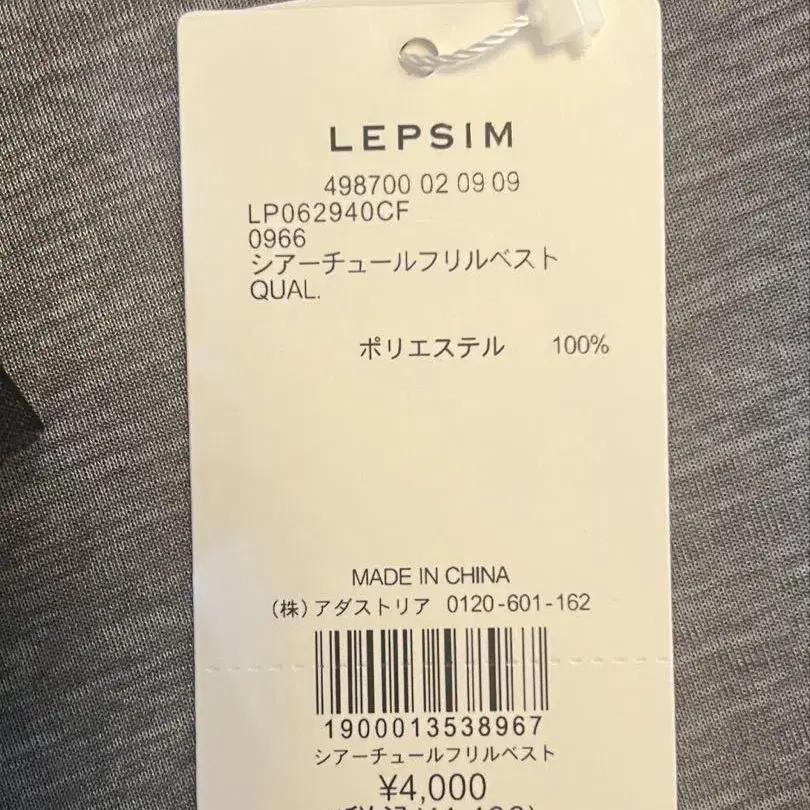 LEPSIM
498700 02 09 09
LP062940CF
0966
シアーチュールフリルベスト
QUAL.
ポリエステル 100%
MADE IN CHINA
(株)アダストリア 0120-601-162
1900013538967
シアーチュールフリルベスト
¥4,000